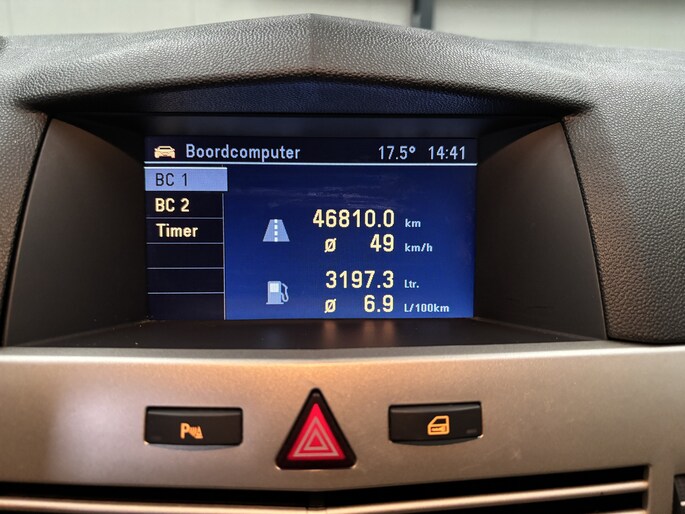 Boordcomputer 17.5° 14:41
BC 1
BC 2
Timer
46810.0 km
Ø 49 km/h
3197.3 Ltr.
Ø 6.9 L/100km
P